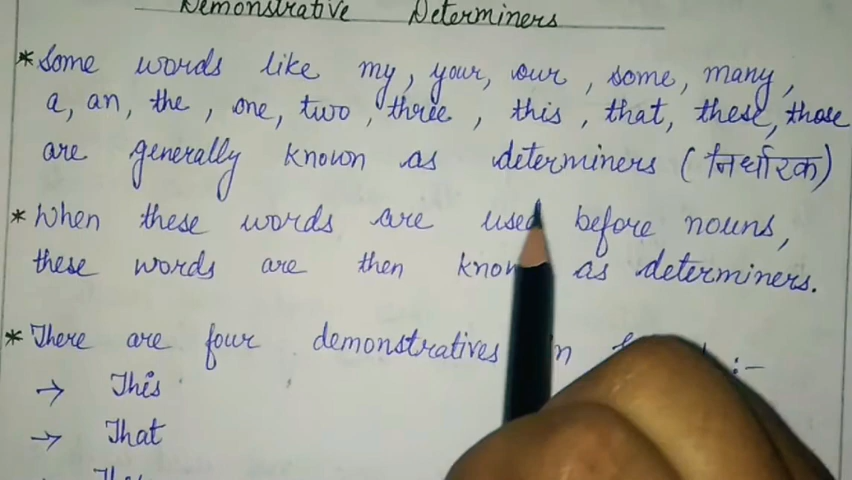 Demonstrative Determiners
* Some words like my, your, our, some, many,
a, an, the, one, two, three, this, that, these, those
are generally known as determiners (निर्धारक)
* When these words are used before nouns,
these words are then known as determiners.
* There are four demonstratives in :-
→ This
→ That
→